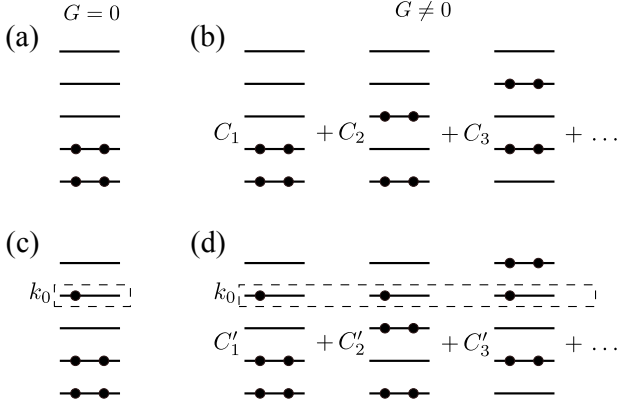 G = 0
G ≠ 0
(a)
(b)
C₁ + C₂ + C₃ + ...
(c)
(d)
k₀
k₀
C′₁ + C′₂ + C′₃ + ...